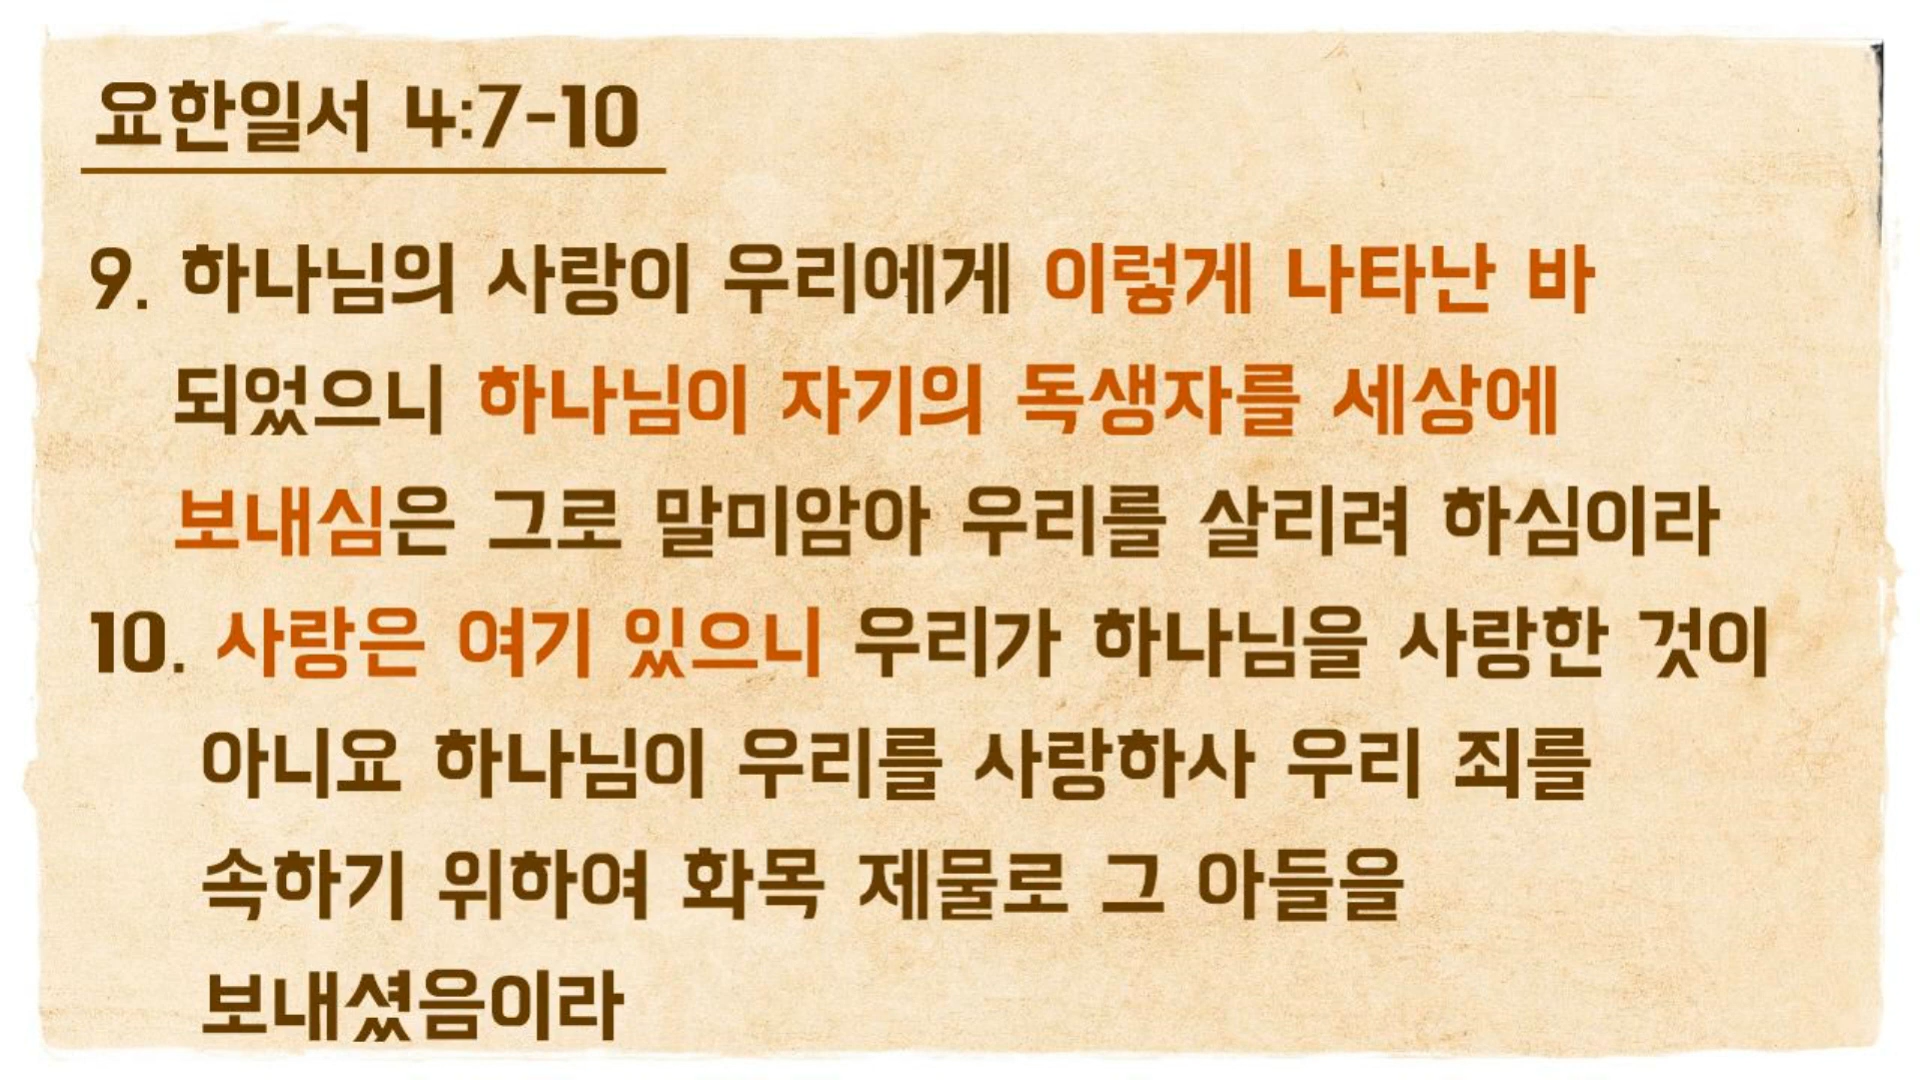 요한일서 4:7-10
9. 하나님의 사랑이 우리에게 이렇게 나타난 바
되었으니 하나님이 자기의 독생자를 세상에
보내심은 그로 말미암아 우리를 살리려 하심이라
10. 사랑은 여기 있으니 우리가 하나님을 사랑한 것이
아니요 하나님이 우리를 사랑하사 우리 죄를
속하기 위하여 화목 제물로 그 아들을
보내셨음이라